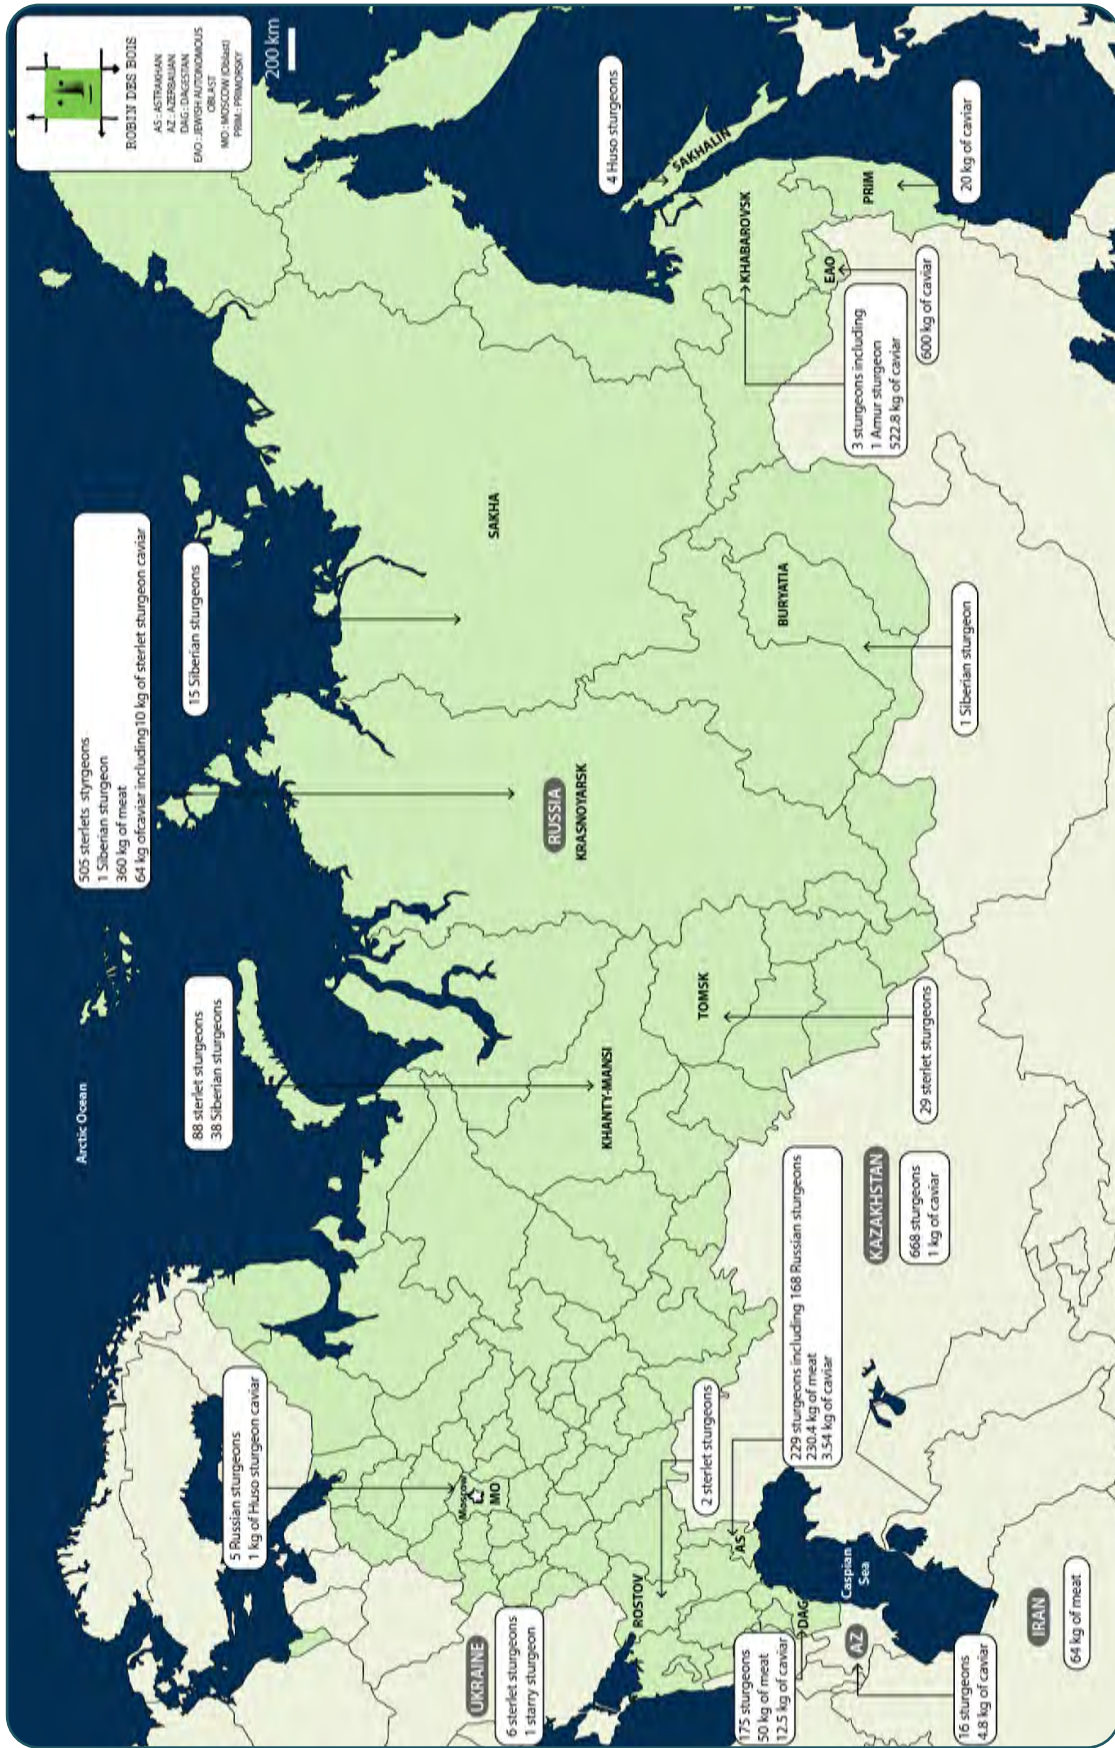 ROBIN DES BOIS
AS : ASTRAKHAN
AZ : AZERBAIJAN
DAG : DAGESTAN
EAO : JEWISH AUTONOMOUS
OBLAST
MO : MOSCOW (Oblast)
PRIM : PRIMORSKY
200 km
Arctic Ocean
5 Russian sturgeons
1 kg of Huso sturgeon caviar
88 sterlet sturgeons
38 Siberian sturgeons
505 sterlets styrgeons
1 Siberian sturgeon
360 kg of meat
64 kg ofcaviar including10 kg of sterlet sturgeon caviar
15 Siberian sturgeons
4 Huso sturgeons
SAKHALIN
SAKHA
RUSSIA
KRASNOYARSK
KHANTY-MANSI
TOMSK
BURYATIA
KHABAROVSK
EAO
PRIM
20 kg of caviar
600 kg of caviar
3 sturgeons including
1 Amur sturgeon
522.8 kg of caviar
1 Siberian sturgeon
29 sterlet sturgeons
Moscow
MO
UKRAINE
6 sterlet sturgeons
1 starry sturgeon
ROSTOV
2 sterlet sturgeons
AS
229 sturgeons including 168 Russian sturgeons
230.4 kg of meat
3.54 kg of caviar
KAZAKHSTAN
668 sturgeons
1 kg of caviar
175 sturgeons
50 kg of meat
12.5 kg of caviar
DAG
Caspian
Sea
AZ
16 sturgeons
4.8 kg of caviar
IRAN
64 kg of meat